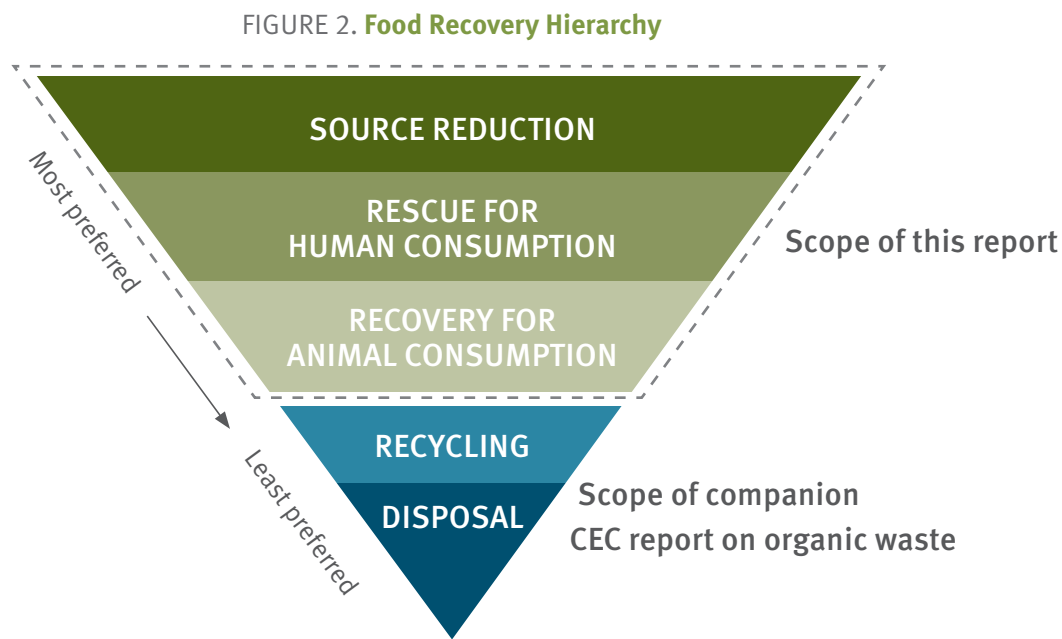 FIGURE 2. Food Recovery Hierarchy
SOURCE REDUCTION
RESCUE FOR
HUMAN CONSUMPTION
RECOVERY FOR
ANIMAL CONSUMPTION
RECYCLING
DISPOSAL
Most preferred
Least preferred
Scope of this report
Scope of companion
CEC report on organic waste